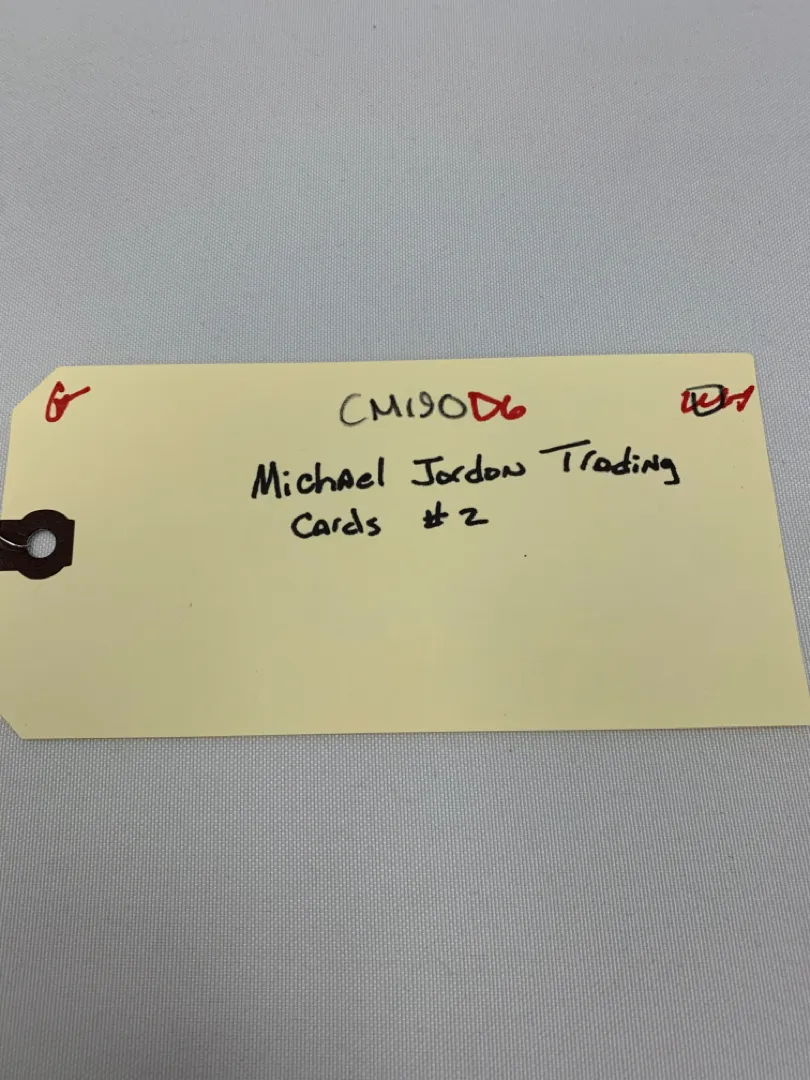 G CM190D6
Michael Jordon Trading
Cards #2